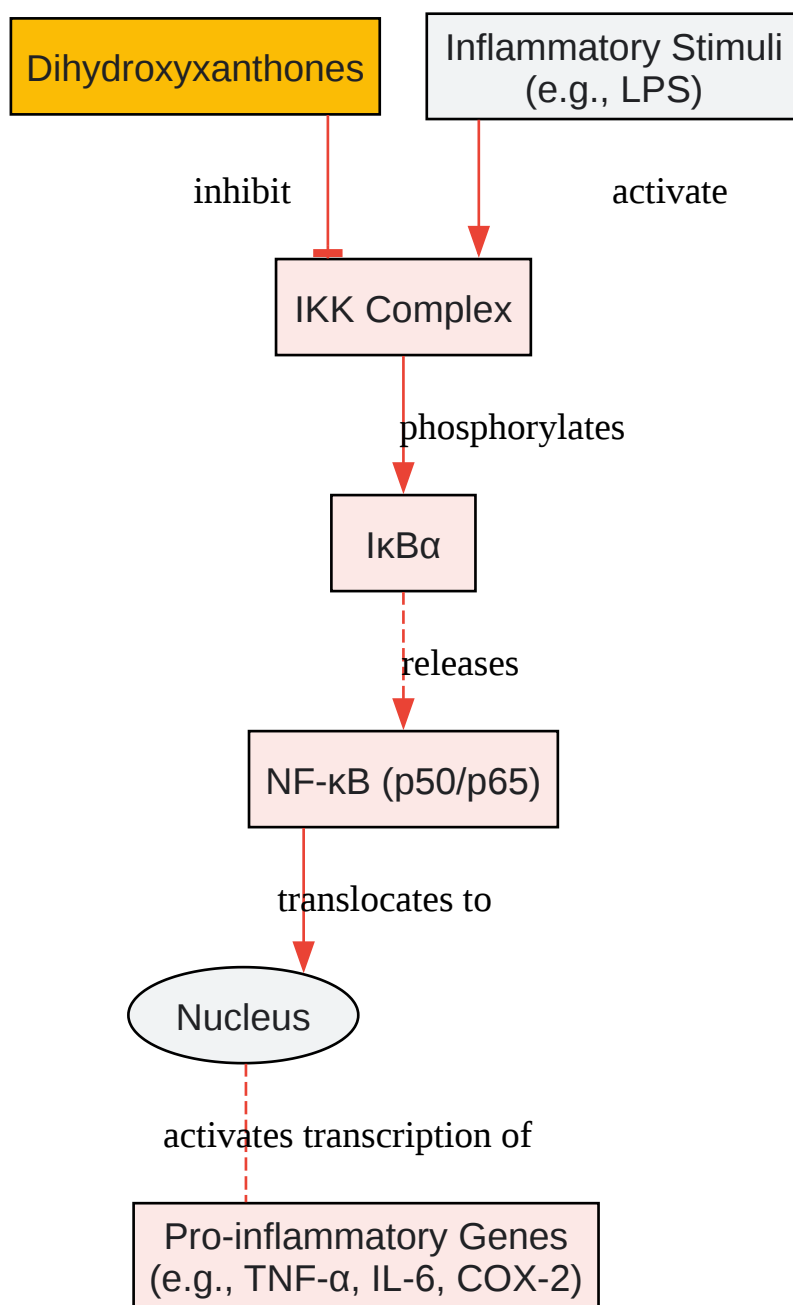 Dihydroxyxanthones
Inflammatory Stimuli
(e.g., LPS)
inhibit
activate
IKK Complex
phosphorylates
IκBα
releases
NF-κB (p50/p65)
translocates to
Nucleus
activates transcription of
Pro-inflammatory Genes
(e.g., TNF-α, IL-6, COX-2)